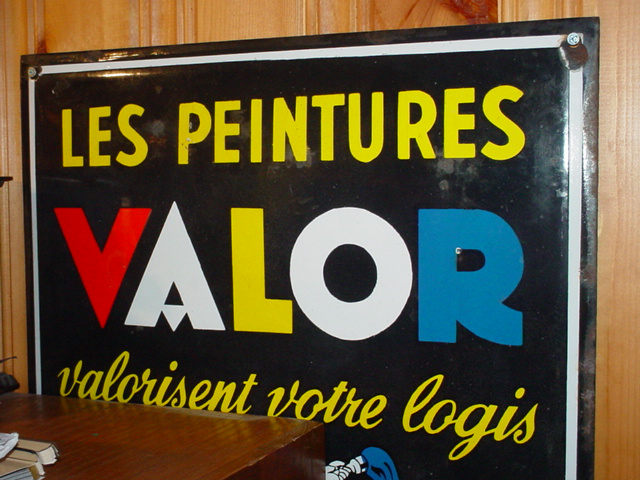 LES PEINTURES
VALOR
valorisent votre logis